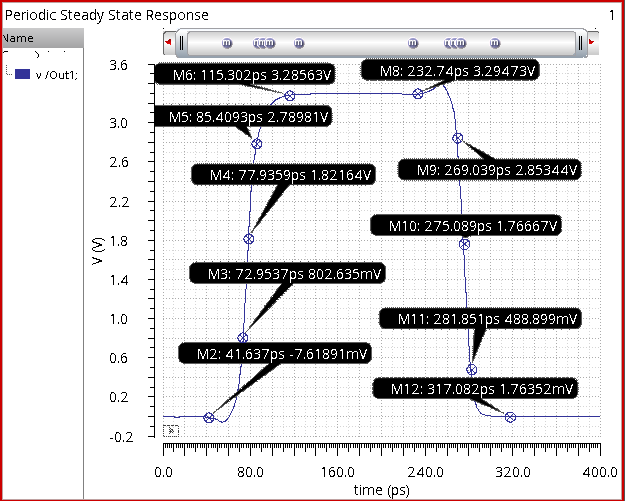 Periodic Steady State Response 1
Name
v /Out1;
V (V)
3.6
3.0
2.6
2.2
1.8
1.4
1.0
0.6
0.2
-0.2
M6: 115.302ps 3.28563V
M8: 232.74ps 3.29473V
M5: 85.4093ps 2.78981V
M9: 269.039ps 2.85344V
M4: 77.9359ps 1.82164V
M10: 275.089ps 1.76667V
M3: 72.9537ps 802.635mV
M11: 281.851ps 488.899mV
M2: 41.637ps -7.61891mV
M12: 317.082ps 1.76352mV
0.0 80.0 160.0 240.0 320.0 400.0
time (ps)